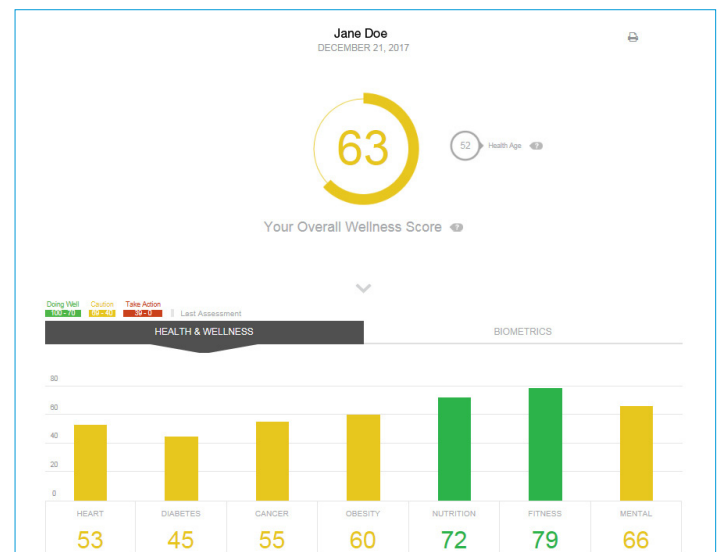 Jane Doe
DECEMBER 21, 2017
63
52 Health Age ?
Your Overall Wellness Score ?
Doing Well Caution Take Action
100 - 70 69 - 40 39 - 0 Last Assessment
HEALTH & WELLNESS BIOMETRICS
80
60
40
20
0
HEART DIABETES CANCER OBESITY NUTRITION FITNESS MENTAL
53 45 55 60 72 79 66